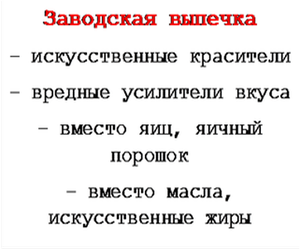 Заводская выпечка
– искусственные красители
– вредные усилители вкуса
– вместо яиц, яичный
порошок
– вместо масла,
искусственные жиры